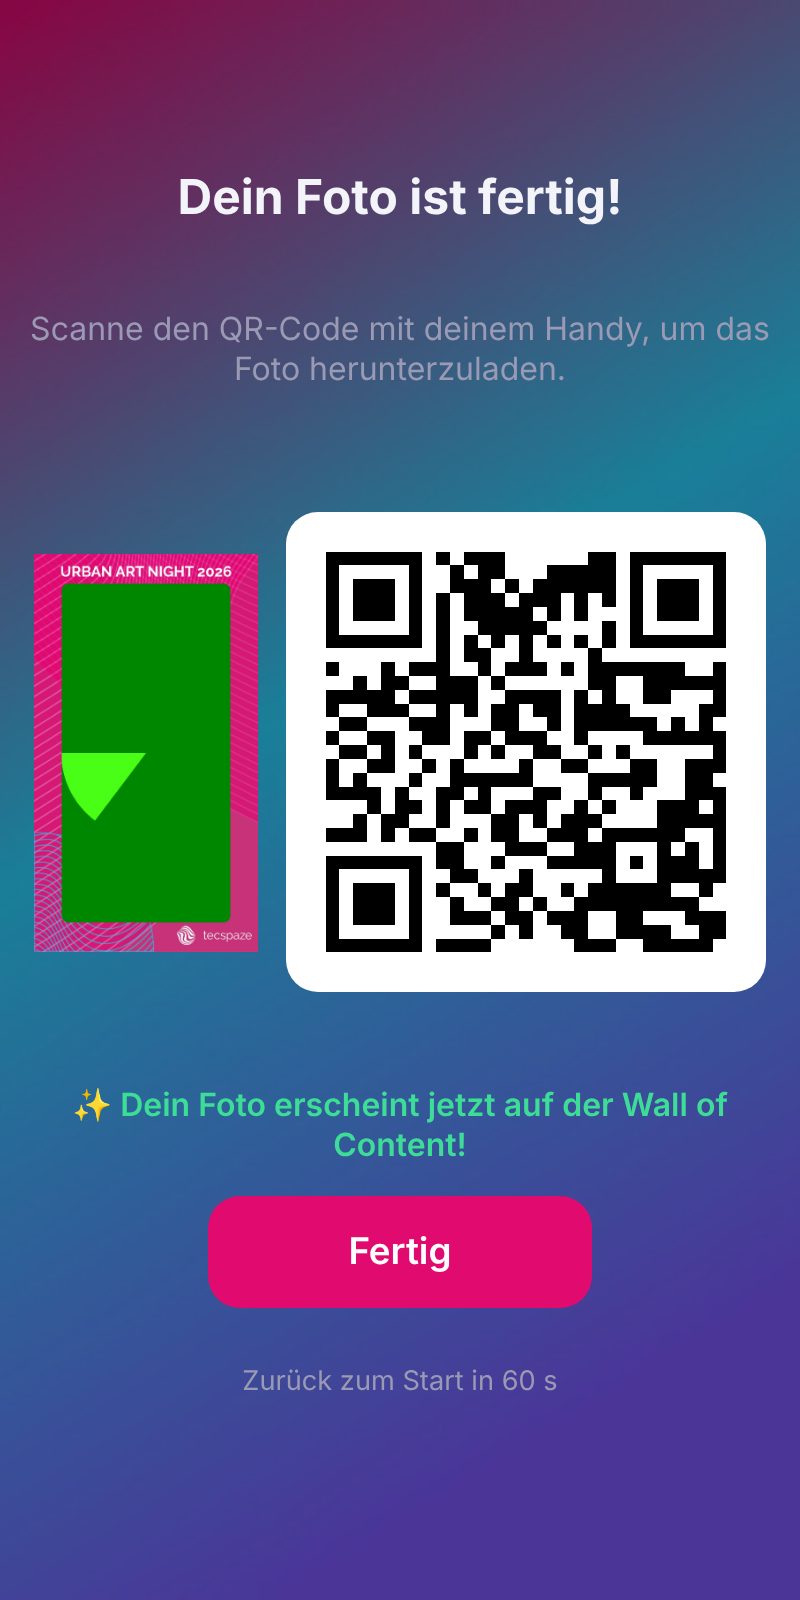 Dein Foto ist fertig!
Scanne den QR-Code mit deinem Handy, um das
Foto herunterzuladen.
URBAN ART NIGHT 2026
tecspaze
✨ Dein Foto erscheint jetzt auf der Wall of
Content!
Fertig
Zurück zum Start in 60 s